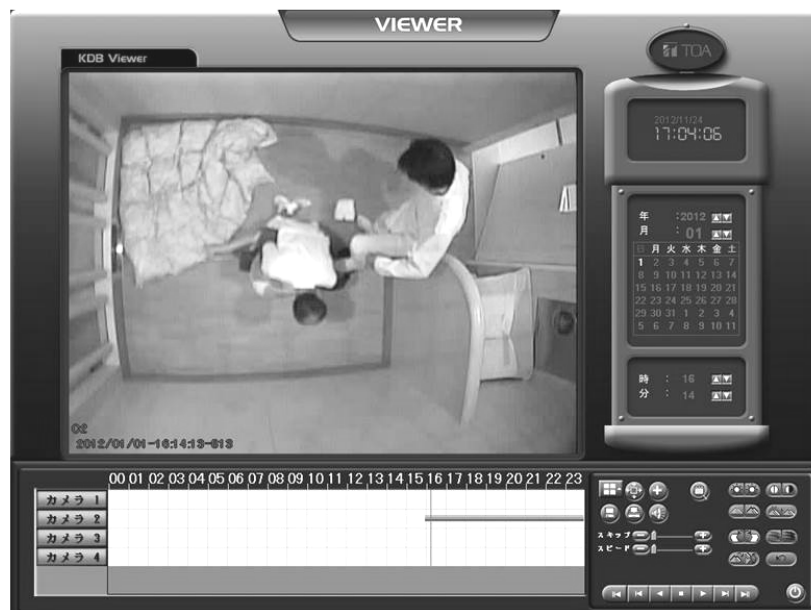 VIEWER
KDB Viewer
TOA
2012/11/24
17:04:06
年 :2012
月 : 01
日 月 火 水 木 金 土
1 2 3 4 5 6 7
8 9 10 11 12 13 14
15 16 17 18 19 20 21
22 23 24 25 26 27 28
29 30 31 1 2 3 4
5 6 7 8 9 10 11
時 : 16
分 : 14
02
2012/01/01-16:14:13-613
00 01 02 03 04 05 06 07 08 09 10 11 12 13 14 15 16 17 18 19 20 21 22 23
カメラ 1
カメラ 2
カメラ 3
カメラ 4
スキップ
スピード